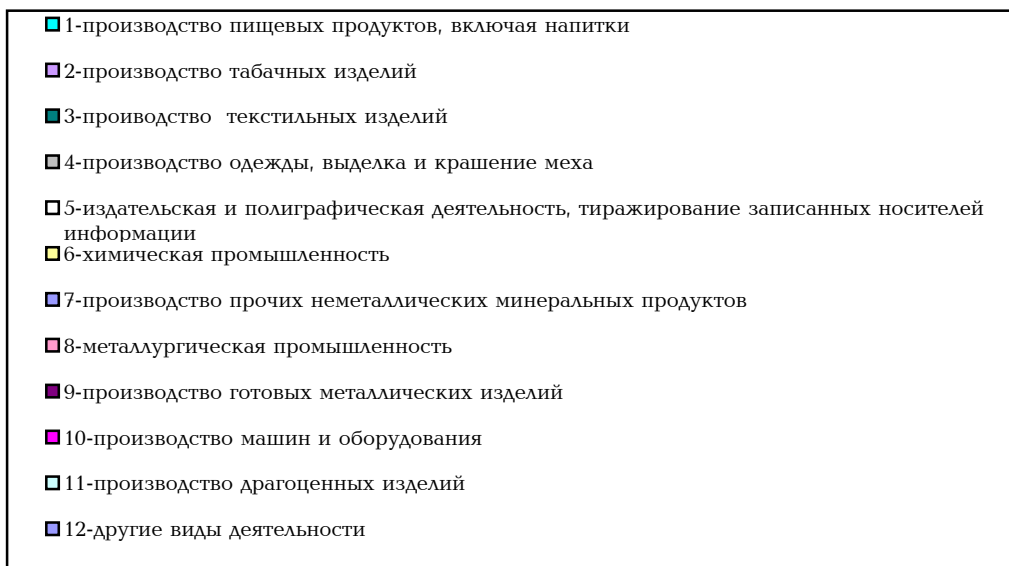 1-производство пищевых продуктов, включая напитки
2-производство табачных изделий
3-проиводство текстильных изделий
4-производство одежды, выделка и крашение меха
5-издательская и полиграфическая деятельность, тиражирование записанных носителей
информации
6-химическая промышленность
7-производство прочих неметаллических минеральных продуктов
8-металлургическая промышленность
9-производство готовых металлических изделий
10-производство машин и оборудования
11-производство драгоценных изделий
12-другие виды деятельности